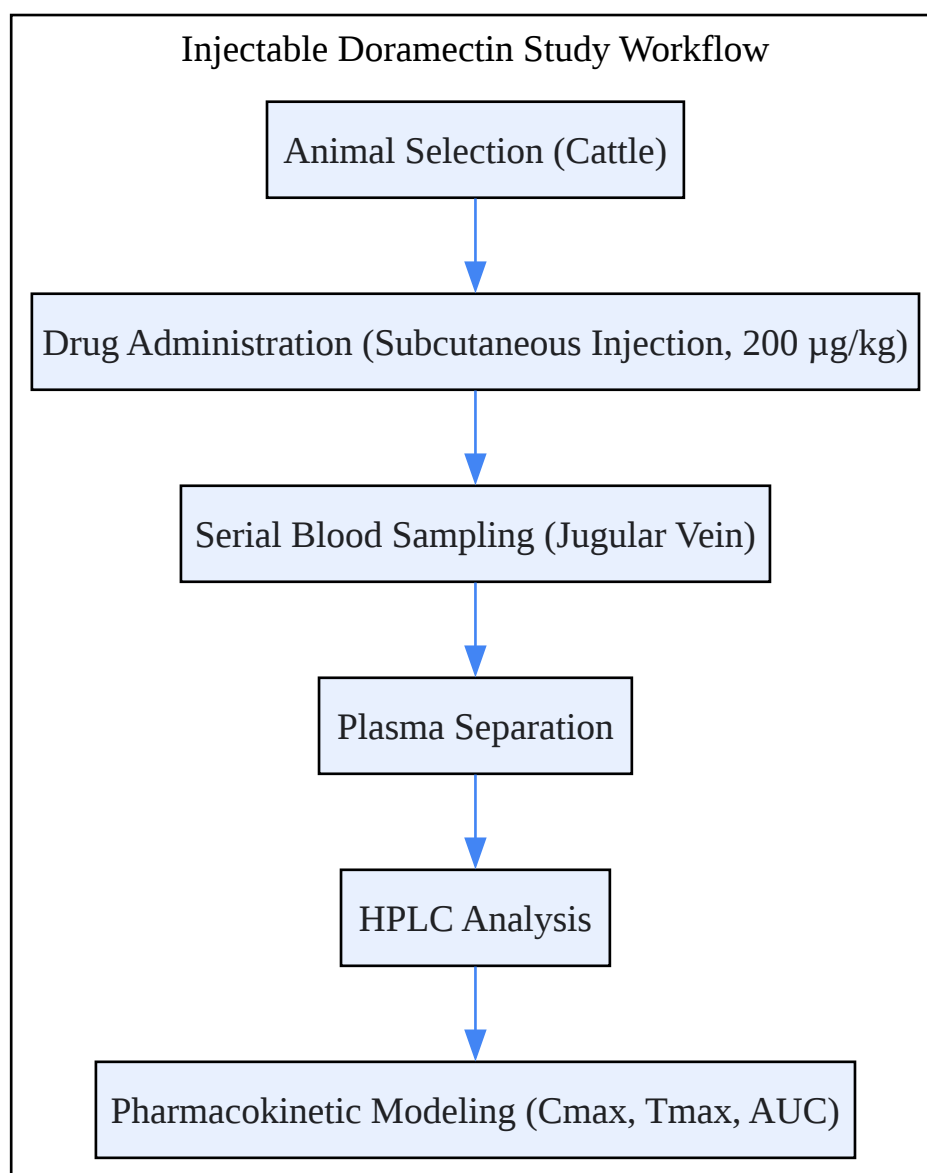 Injectable Doramectin Study Workflow
Animal Selection (Cattle)
Drug Administration (Subcutaneous Injection, 200 µg/kg)
Serial Blood Sampling (Jugular Vein)
Plasma Separation
HPLC Analysis
Pharmacokinetic Modeling (Cmax, Tmax, AUC)